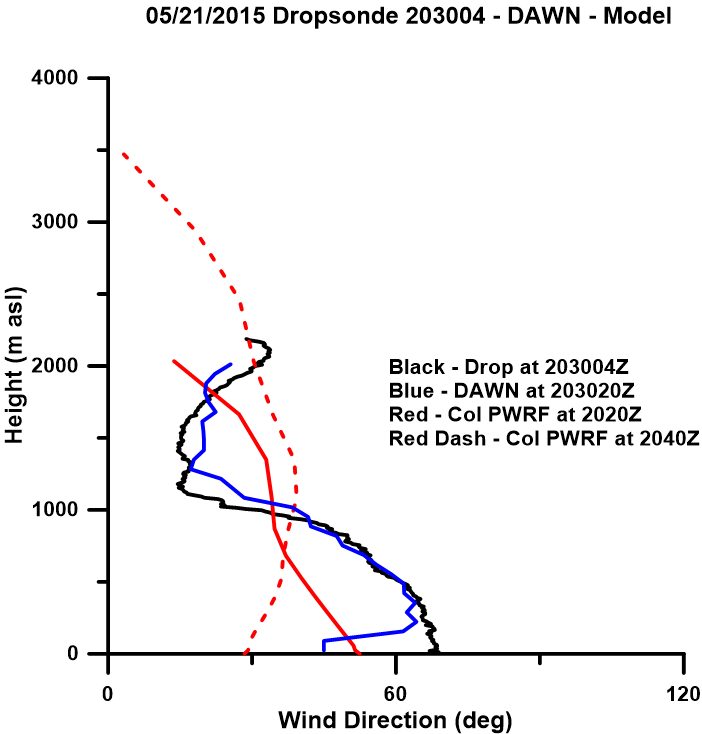 05/21/2015 Dropsonde 203004 - DAWN - Model
4000
3000
2000
1000
0
Height (m asl)
Black - Drop at 203004Z
Blue - DAWN at 203020Z
Red - Col PWRF at 2020Z
Red Dash - Col PWRF at 2040Z
0 60 120
Wind Direction (deg)